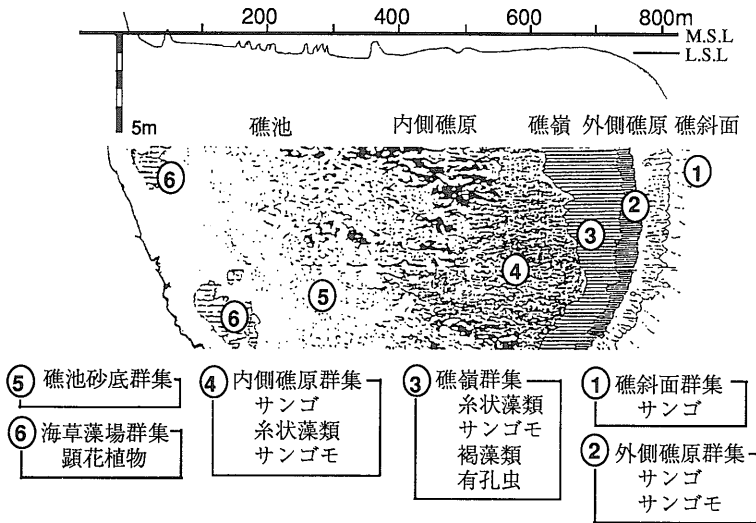 0 200 400 600 800m
M.S.L
L.S.L
5m
礁池 内側礁原 礁嶺 外側礁原 礁斜面
6
1
2
3
4
5
6
⑤ 礁池砂底群集
⑥ 海草藻場群集
顕花植物
④ 内側礁原群集
サンゴ
糸状藻類
サンゴモ
③ 礁嶺群集
糸状藻類
サンゴモ
褐藻類
有孔虫
① 礁斜面群集
サンゴ
② 外側礁原群集
サンゴ
サンゴモ